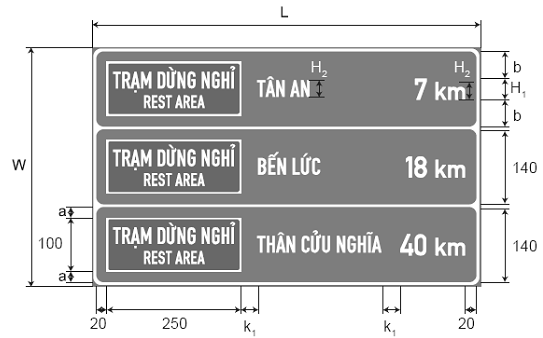 L
TRẠM DỪNG NGHỈ
REST AREA
TÂN AN
H2
7 km
H2
b
H1
b
W
TRẠM DỪNG NGHỈ
REST AREA
BẾN LỨC
18 km
140
a
100
a
TRẠM DỪNG NGHỈ
REST AREA
THÂN CỬU NGHĨA
40 km
140
20
250
k1
k1
20